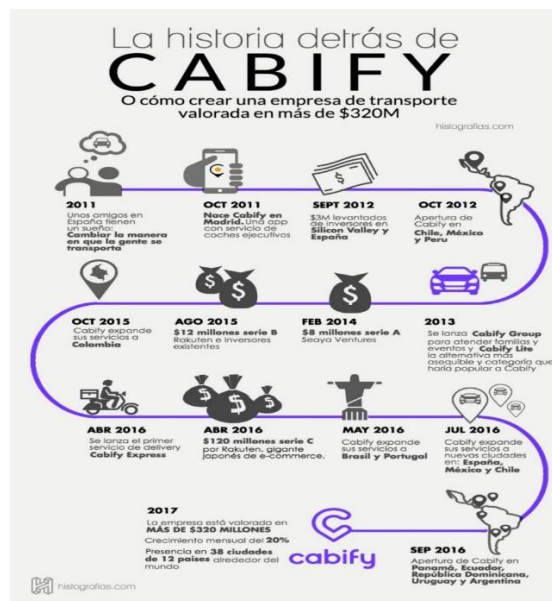 La historia detrás de
CABIFY
O cómo crear una empresa de transporte
valorada en más de $320M
histografias.com
2011
Unos amigos en
España tienen
un sueño:
Cambiar la manera
en que la gente se
transporta
OCT 2011
Nace Cabify en
Madrid. Una app
con servicio de
coches ejecutivos
SEPT 2012
$3M levantados
de inversores en
Silicon Valley y
España
OCT 2012
Apertura de
Cabify en
Chile, México
y Peru
OCT 2015
Cabify expande
sus servicios a
Colombia
AGO 2015
$12 millones serie B
Rakuten e inversores
existentes
FEB 2014
$8 millones serie A
Seaya Ventures
2013
Se lanza Cabify Group
para atender familias y
eventos y Cabify Lite
la alternativa más
asequible y categoría que
haría popular a Cabify
ABR 2016
Se lanza el primer
servicio de delivery
Cabify Express
ABR 2016
$120 millones serie C
por Rakuten, gigante
japonés de e-commerce.
MAY 2016
Cabify expande
sus servicios a
Brasil y Portugal
JUL 2016
Cabify expande
sus servicios a
nuevas ciudades
en: España,
México y Chile
2017
La empresa está valorada en
MÁS DE $320 MILLONES
Crecimiento mensual del 20%
Presencia en 38 ciudades
de 12 países alrededor del
mundo
cabify
SEP 2016
Apertura de Cabify en
Panamá, Ecuador,
República Dominicana,
Uruguay y Argentina
histografias.com